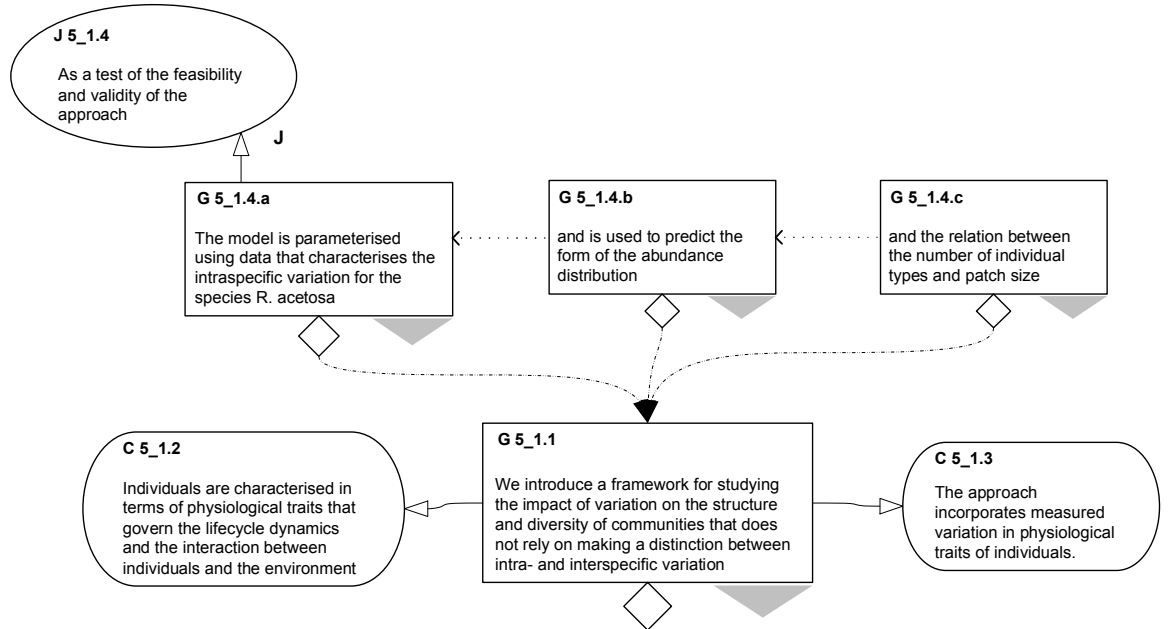 J 5_1.4
As a test of the feasibility
and validity of the
approach
J
G 5_1.4.a
The model is parameterised
using data that characterises the
intraspecific variation for the
species R. acetosa
G 5_1.4.b
and is used to predict the
form of the abundance
distribution
G 5_1.4.c
and the relation between
the number of individual
types and patch size
C 5_1.2
Individuals are characterised in
terms of physiological traits that
govern the lifecycle dynamics
and the interaction between
individuals and the environment
G 5_1.1
We introduce a framework for studying
the impact of variation on the structure
and diversity of communities that does
not rely on making a distinction between
intra- and interspecific variation
C 5_1.3
The approach
incorporates measured
variation in physiological
traits of individuals.